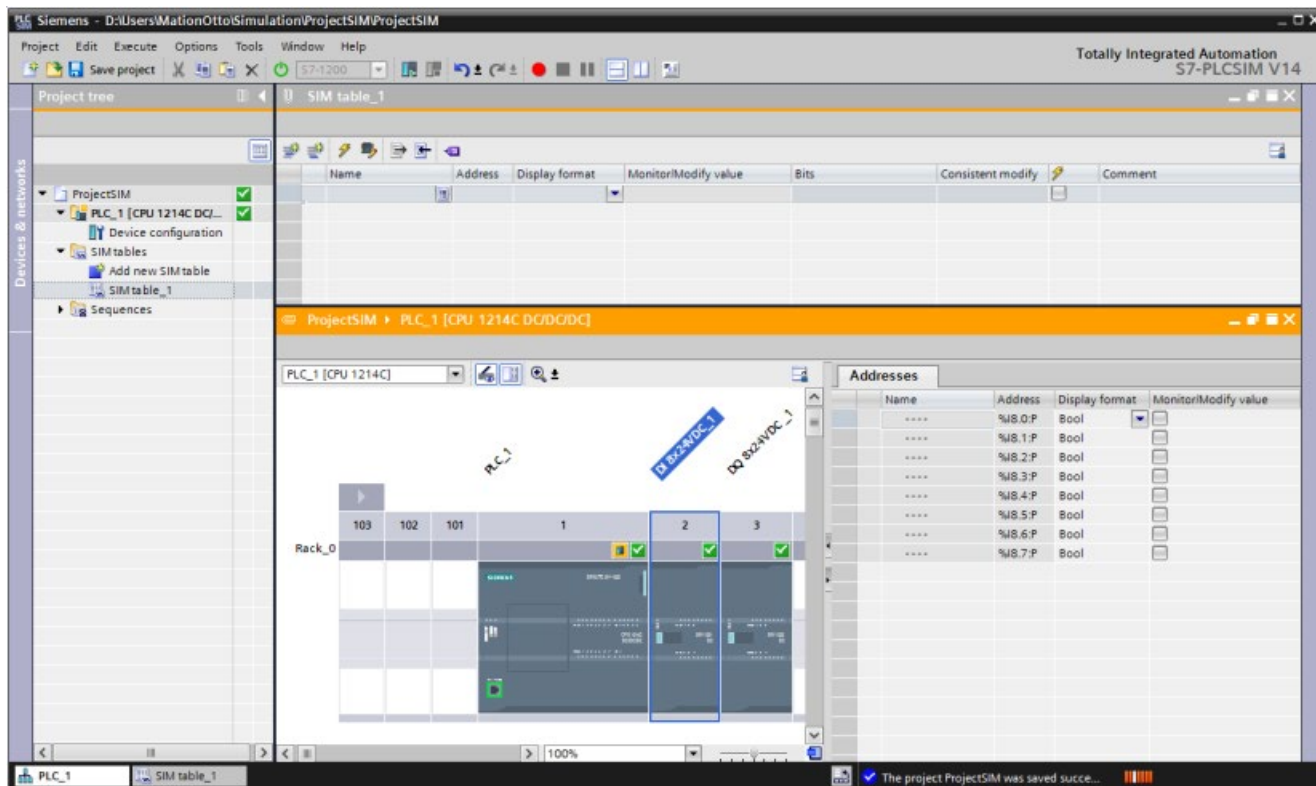 Siemens - D:\Users\MationOtto\Simulation\ProjectSIM\ProjectSIM
Project Edit Execute Options Tools Window Help
Totally Integrated Automation
S7-PLCSIM V14
Save project S7-1200
Project tree
SIM table_1
Devices & networks
Name Address Display format Monitor/Modify value Bits Consistent modify Comment
ProjectSIM
PLC_1 [CPU 1214C DC/...
Device configuration
SIM tables
Add new SIM table
SIM table_1
Sequences
ProjectSIM PLC_1 [CPU 1214C DC/DC/DC]
PLC_1 [CPU 1214C]
Addresses
Name Address Display format Monitor/Modify value
%I8.0:P Bool
%I8.1:P Bool
%I8.2:P Bool
%I8.3:P Bool
%I8.4:P Bool
%I8.5:P Bool
%I8.6:P Bool
%I8.7:P Bool
PLC_1
DI 8x24VDC_1
DQ 8x24VDC_1
103 102 101 1 2 3
Rack_0
SIEMENS
100%
PLC_1 SIM table_1
The project ProjectSIM was saved succe...